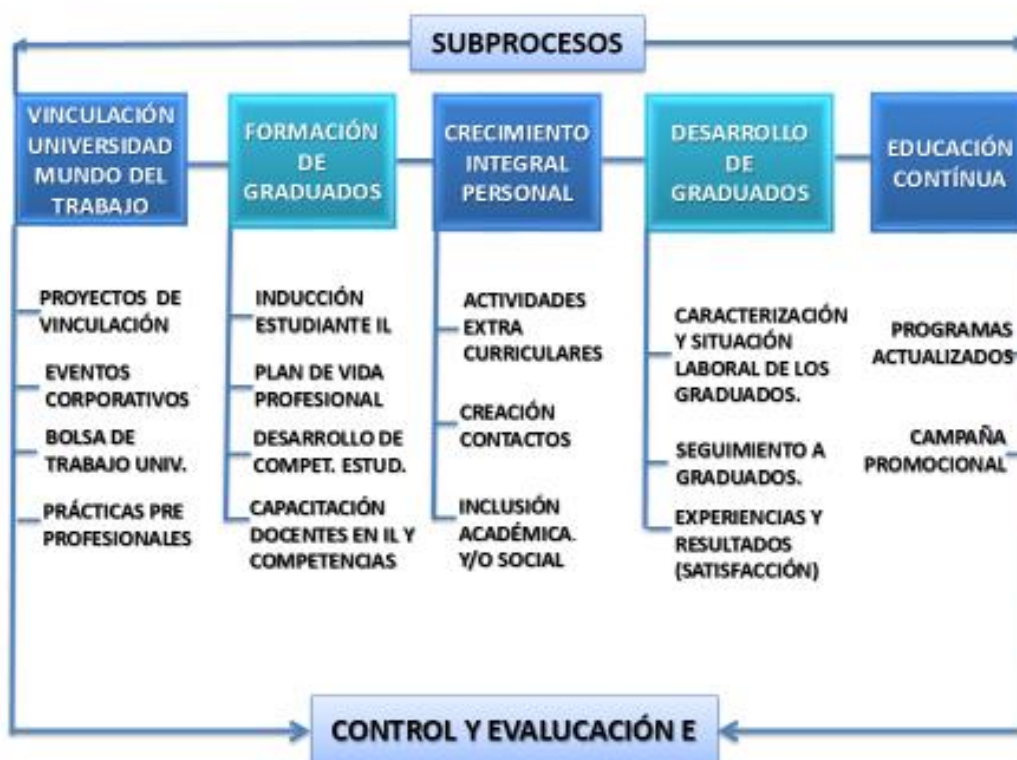 SUBPROCESOS
VINCULACIÓN
UNIVERSIDAD
MUNDO DEL
TRABAJO
FORMACIÓN
DE
GRADUADOS
CRECIMIENTO
INTEGRAL
PERSONAL
DESARROLLO
DE
GRADUADOS
EDUCACIÓN
CONTÍNUA
PROYECTOS DE
VINCULACIÓN
EVENTOS
CORPORATIVOS
BOLSA DE
TRABAJO UNIV.
PRÁCTICAS PRE
PROFESIONALES
INDUCCIÓN
ESTUDIANTE IL
PLAN DE VIDA
PROFESIONAL
DESARROLLO DE
COMPET. ESTUD.
CAPACITACIÓN
DOCENTES EN IL Y
COMPETENCIAS
ACTIVIDADES
EXTRA
CURRICULARES
CREACIÓN
CONTACTOS
INCLUSIÓN
ACADÉMICA.
Y/O SOCIAL
CARACTERIZACIÓN
Y SITUACIÓN
LABORAL DE LOS
GRADUADOS.
SEGUIMIENTO A
GRADUADOS.
EXPERIENCIAS Y
RESULTADOS
(SATISFACCIÓN)
PROGRAMAS
ACTUALIZADOS
CAMPAÑA
PROMOCIONAL
CONTROL Y EVALUCACIÓN E